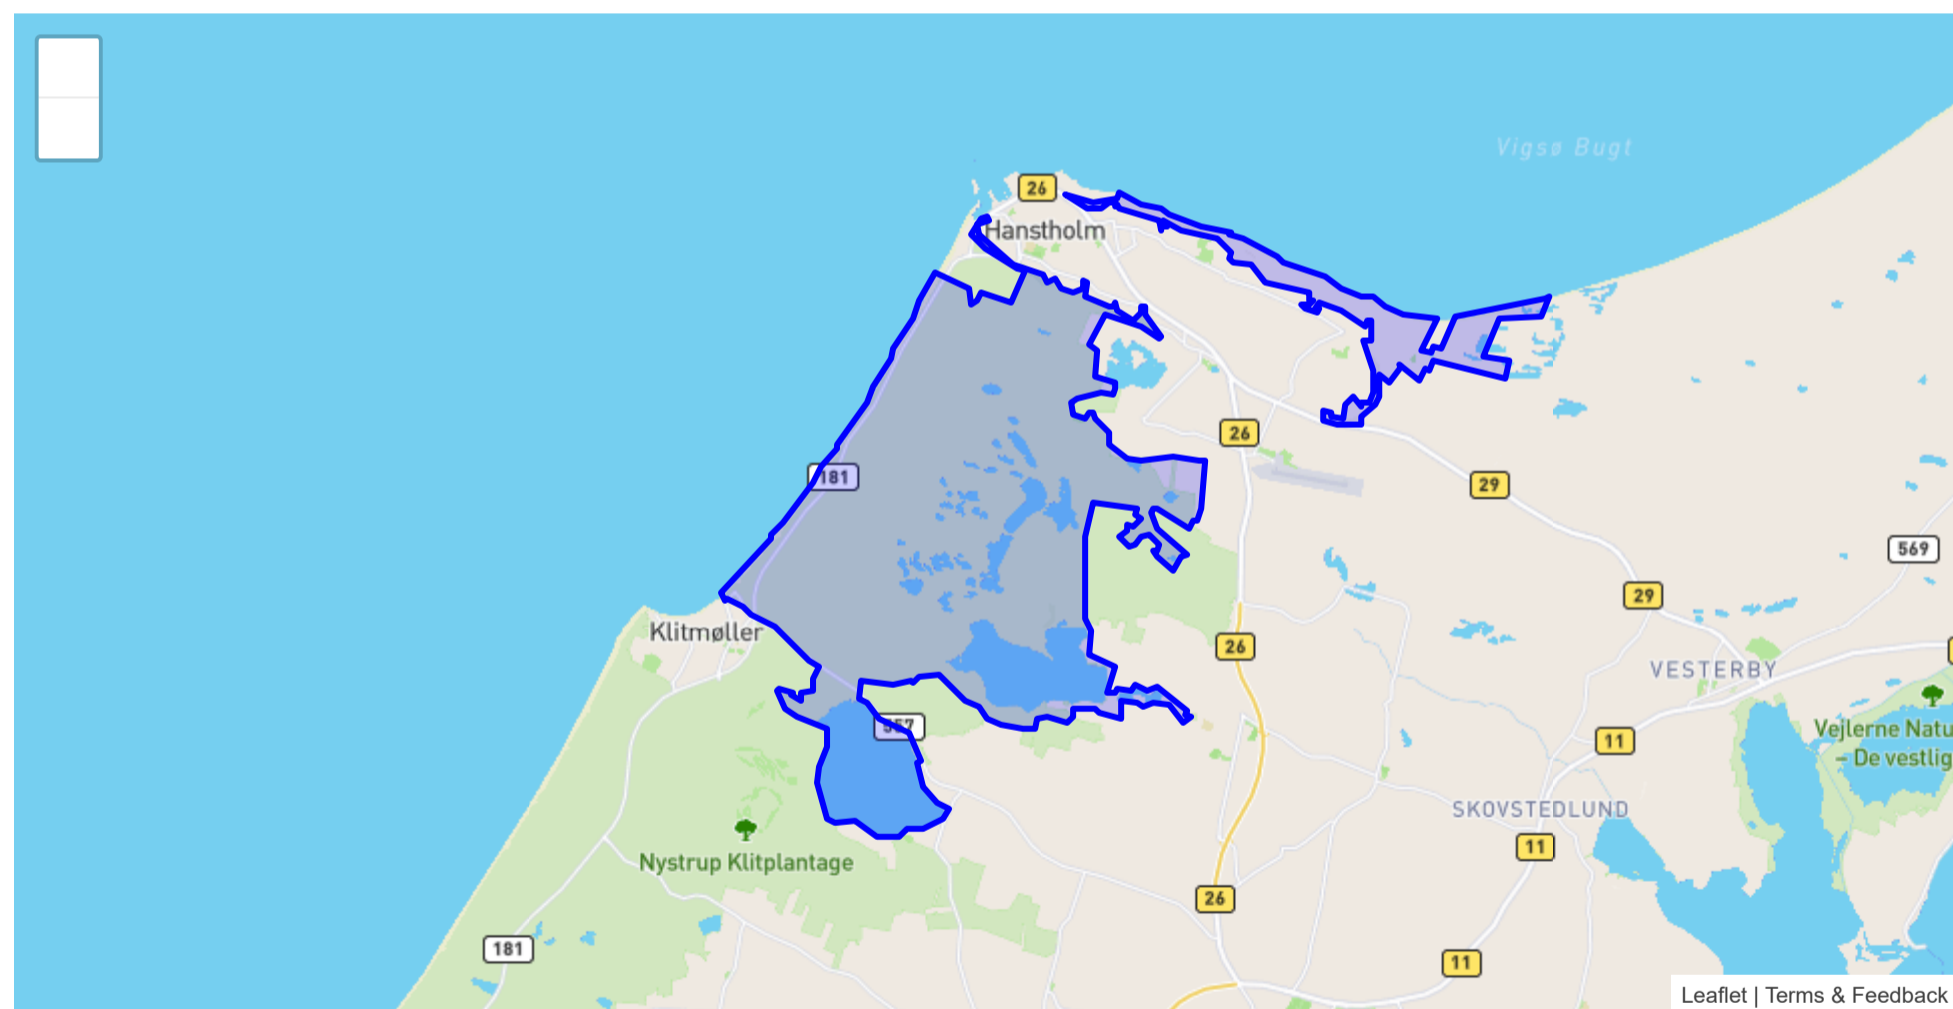 Vigsø Bugt
26
Hanstholm
26
181
29
569
29
Klitmøller
26
VESTERBY
557
Vejlerne Natu
– De vestlig
11
SKOVSTEDLUND
11
Nystrup Klitplantage
26
181
11
Leaflet | Terms & Feedback